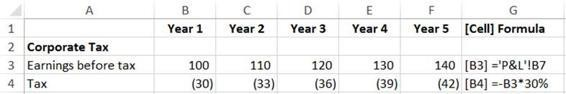 A B C D E F G
1 Year 1 Year 2 Year 3 Year 4 Year 5 [Cell] Formula
2 Corporate Tax
3 Earnings before tax 100 110 120 130 140 [B3] ='P&L'!B7
4 Tax (30) (33) (36) (39) (42) [B4] =-B3*30%